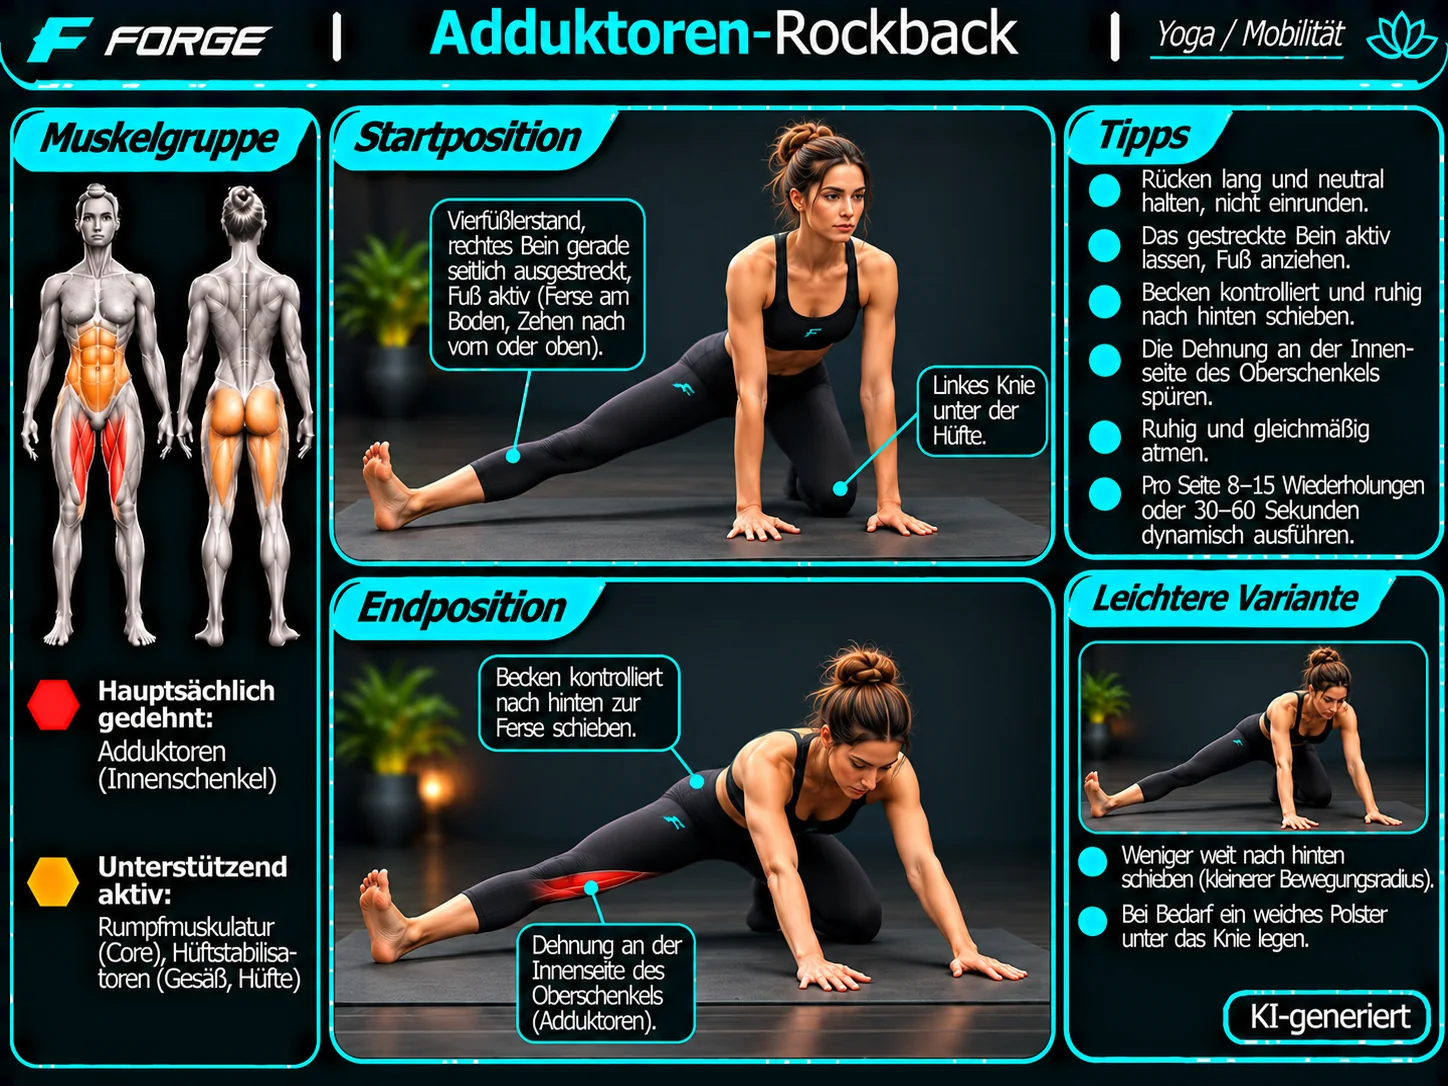 FORGE
Adduktoren-Rockback
Yoga / Mobilität
Muskelgruppe
Hauptsächlich
gedehnt:
Adduktoren
(Innenschenkel)
Unterstützend
aktiv:
Rumpfmuskulatur
(Core), Hüftstabilisa-
toren (Gesäß, Hüfte)
Startposition
Vierfüßlerstand,
rechtes Bein gerade
seitlich ausgestreckt,
Fuß aktiv (Ferse am
Boden, Zehen nach
vorn oder oben).
Linkes Knie
unter der
Hüfte.
Endposition
Becken kontrolliert
nach hinten zur
Ferse schieben.
Dehnung an der
Innenseite des
Oberschenkels
(Adduktoren).
Tipps
Rücken lang und neutral
halten, nicht einrunden.
Das gestreckte Bein aktiv
lassen, Fuß anziehen.
Becken kontrolliert und ruhig
nach hinten schieben.
Die Dehnung an der Innen-
seite des Oberschenkels
spüren.
Ruhig und gleichmäßig
atmen.
Pro Seite 8–15 Wiederholungen
oder 30–60 Sekunden
dynamisch ausführen.
Leichtere Variante
Weniger weit nach hinten
schieben (kleinerer Bewegungsradius).
Bei Bedarf ein weiches Polster
unter das Knie legen.
KI-generiert